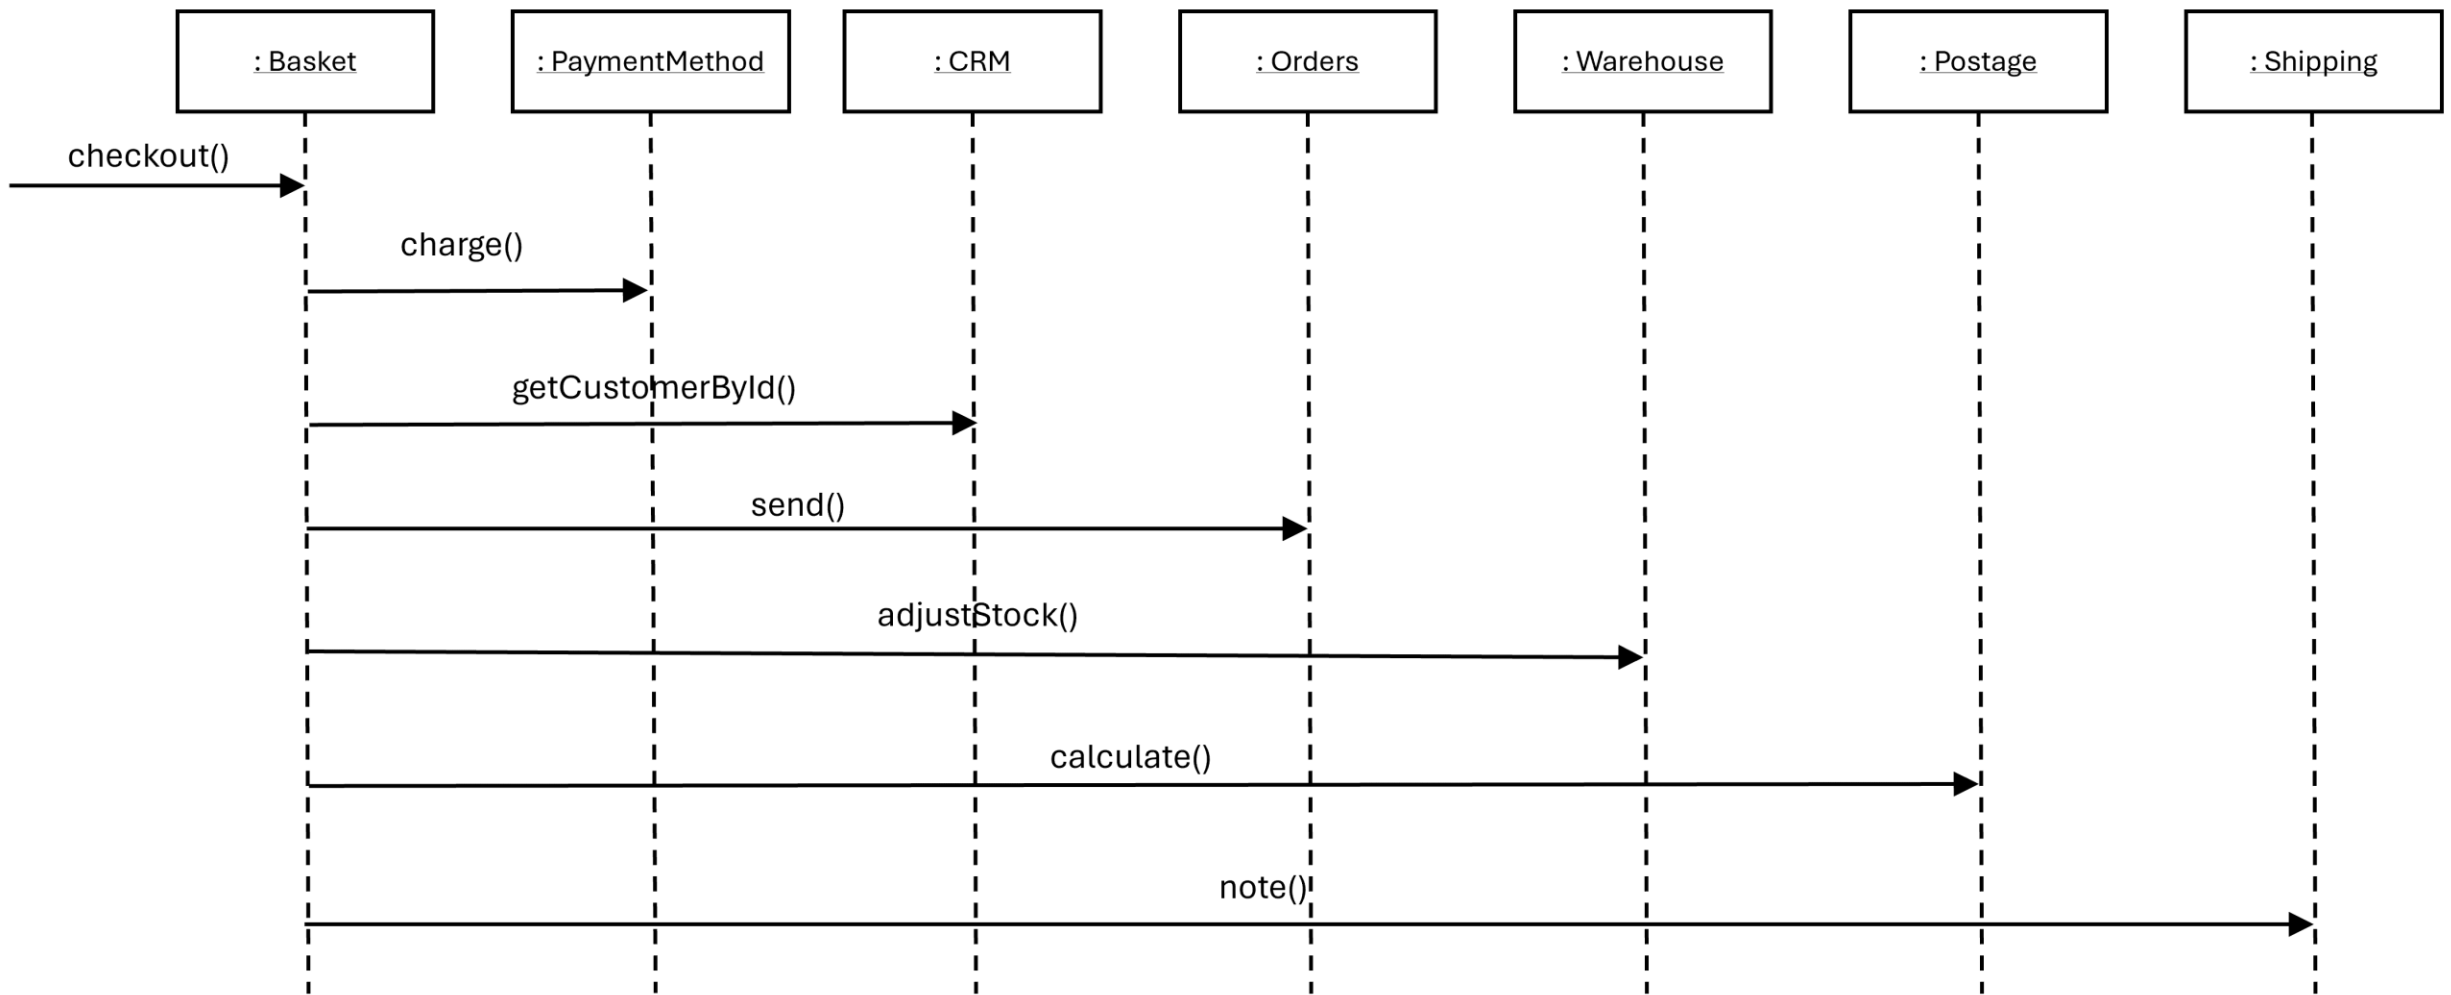 : Basket
: PaymentMethod
: CRM
: Orders
: Warehouse
: Postage
: Shipping
checkout()
charge()
getCustomerById()
send()
adjustStock()
calculate()
note()